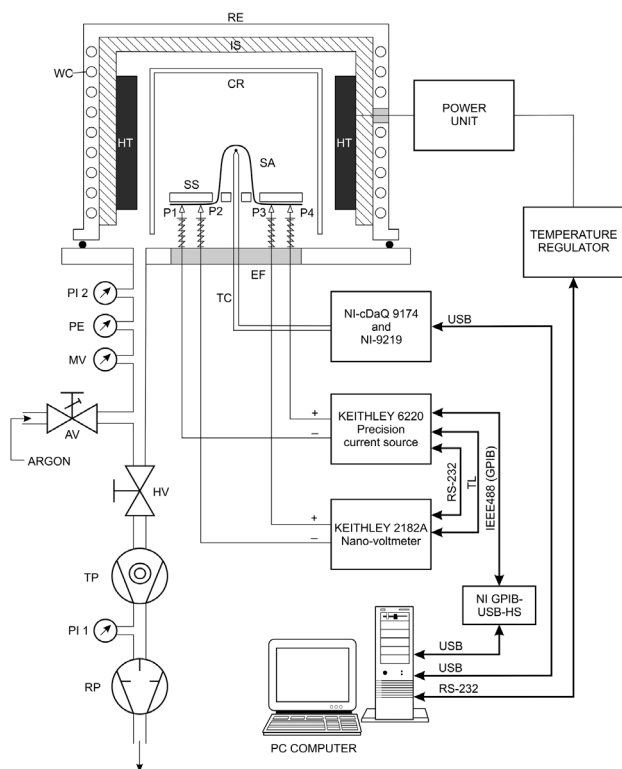 RE
IS
WC
CR
HT
HT
POWER
UNIT
SA
SS
P1
P2
P3
P4
TEMPERATURE
REGULATOR
EF
TC
PI 2
PE
MV
NI-cDaQ 9174
and
NI-9219
USB
AV
ARGON
+
–
KEITHLEY 6220
Precision
current source
HV
RS-232
TL
IEEE488 (GPIB)
+
–
KEITHLEY 2182A
Nano-voltmeter
TP
PI 1
NI GPIB-
USB-HS
USB
USB
RS-232
RP
PC COMPUTER